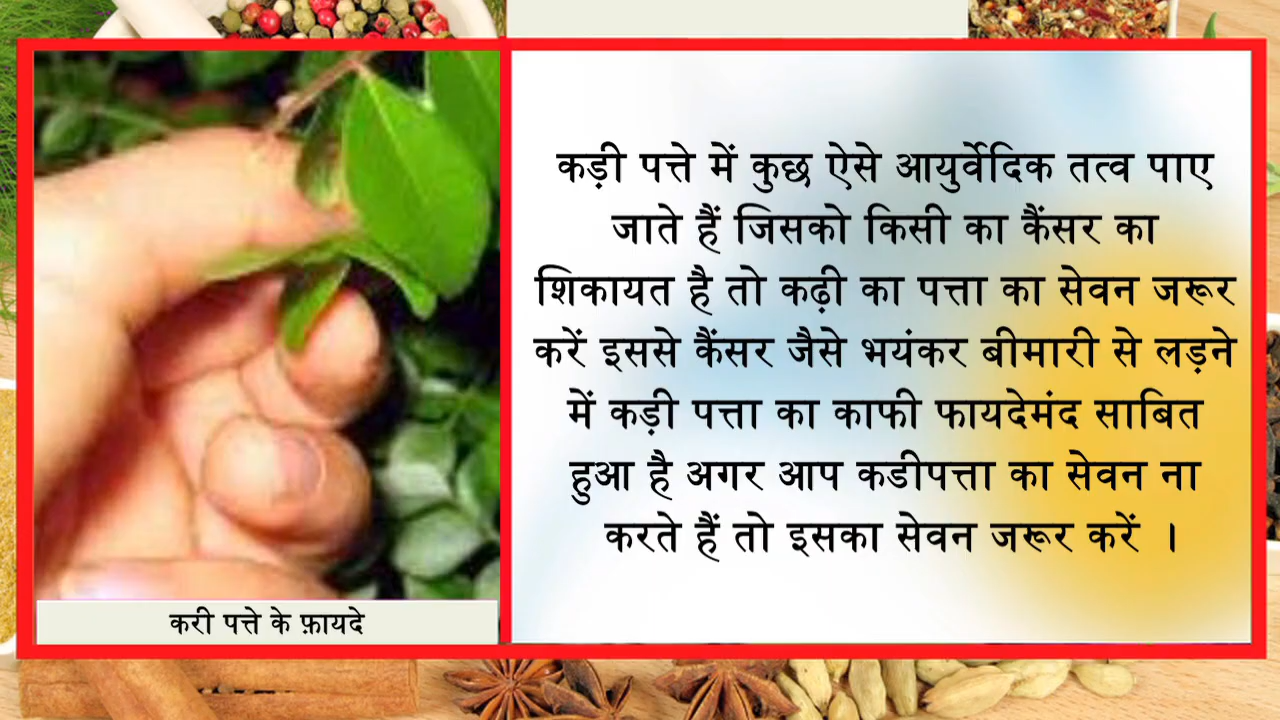 कड़ी पत्ते में कुछ ऐसे आयुर्वेदिक तत्व पाए
जाते हैं जिसको किसी का कैंसर का
शिकायत है तो कढ़ी का पत्ता का सेवन जरूर
करें इससे कैंसर जैसे भयंकर बीमारी से लड़ने
में कड़ी पत्ता का काफी फायदेमंद साबित
हुआ है अगर आप कडीपत्ता का सेवन ना
करते हैं तो इसका सेवन जरूर करें ।
करी पत्ते के फ़ायदे